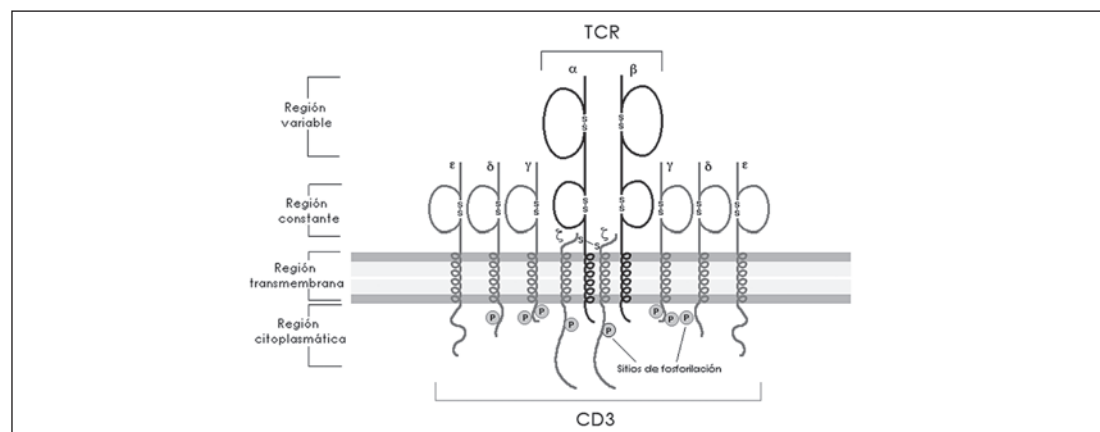 TCR
α β
Región
variable
S S S S
ε δ γ γ δ ε
Región
constante
S S S S S S S S S S S S S S S S
ζ S S ζ
Región
transmembrana
Región
citoplasmática
P P P P P P P P
Sitios de fosforilación
CD3